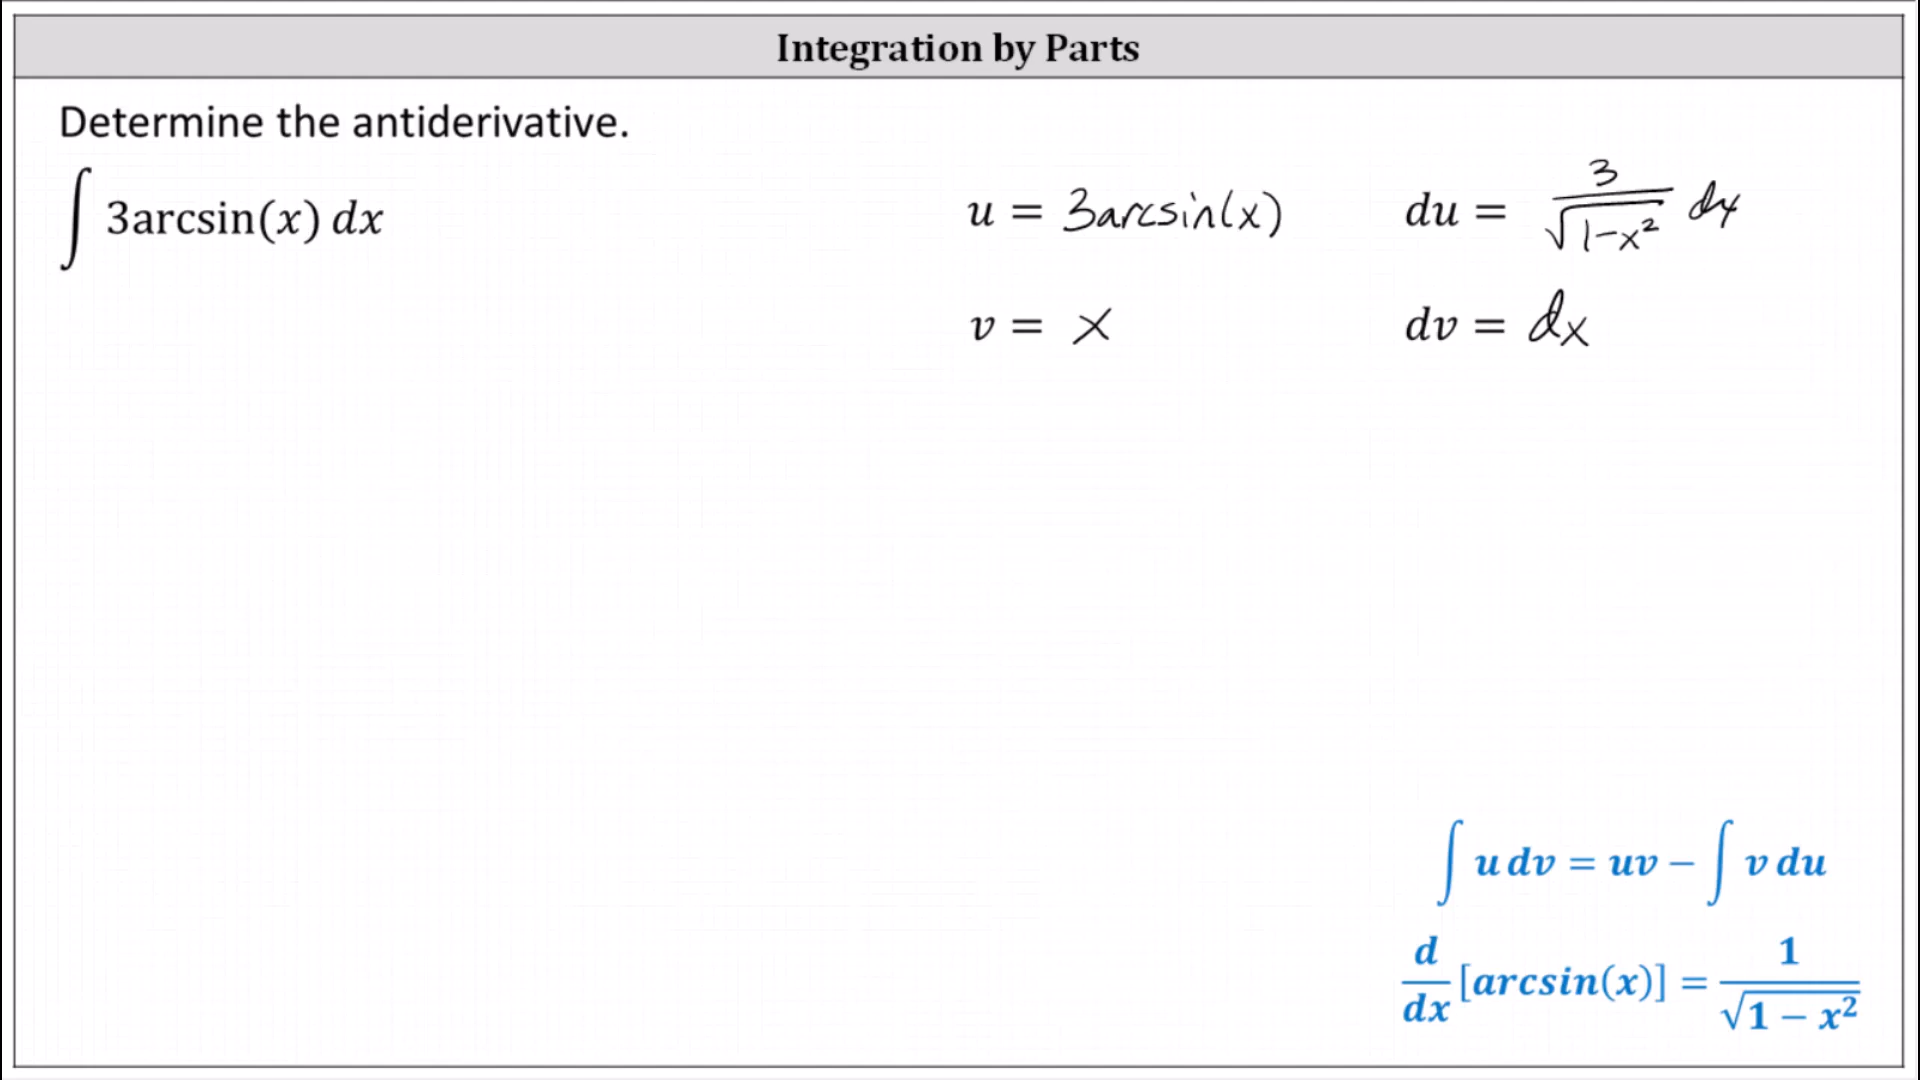 Integration by Parts
Determine the antiderivative.
∫ 3arcsin(x) dx
u = 3arcsin(x) du = 3/√(1-x²) dx
v = x dv = dx
∫ u dv = uv − ∫ v du
d/dx [arcsin(x)] = 1/√(1 − x²)